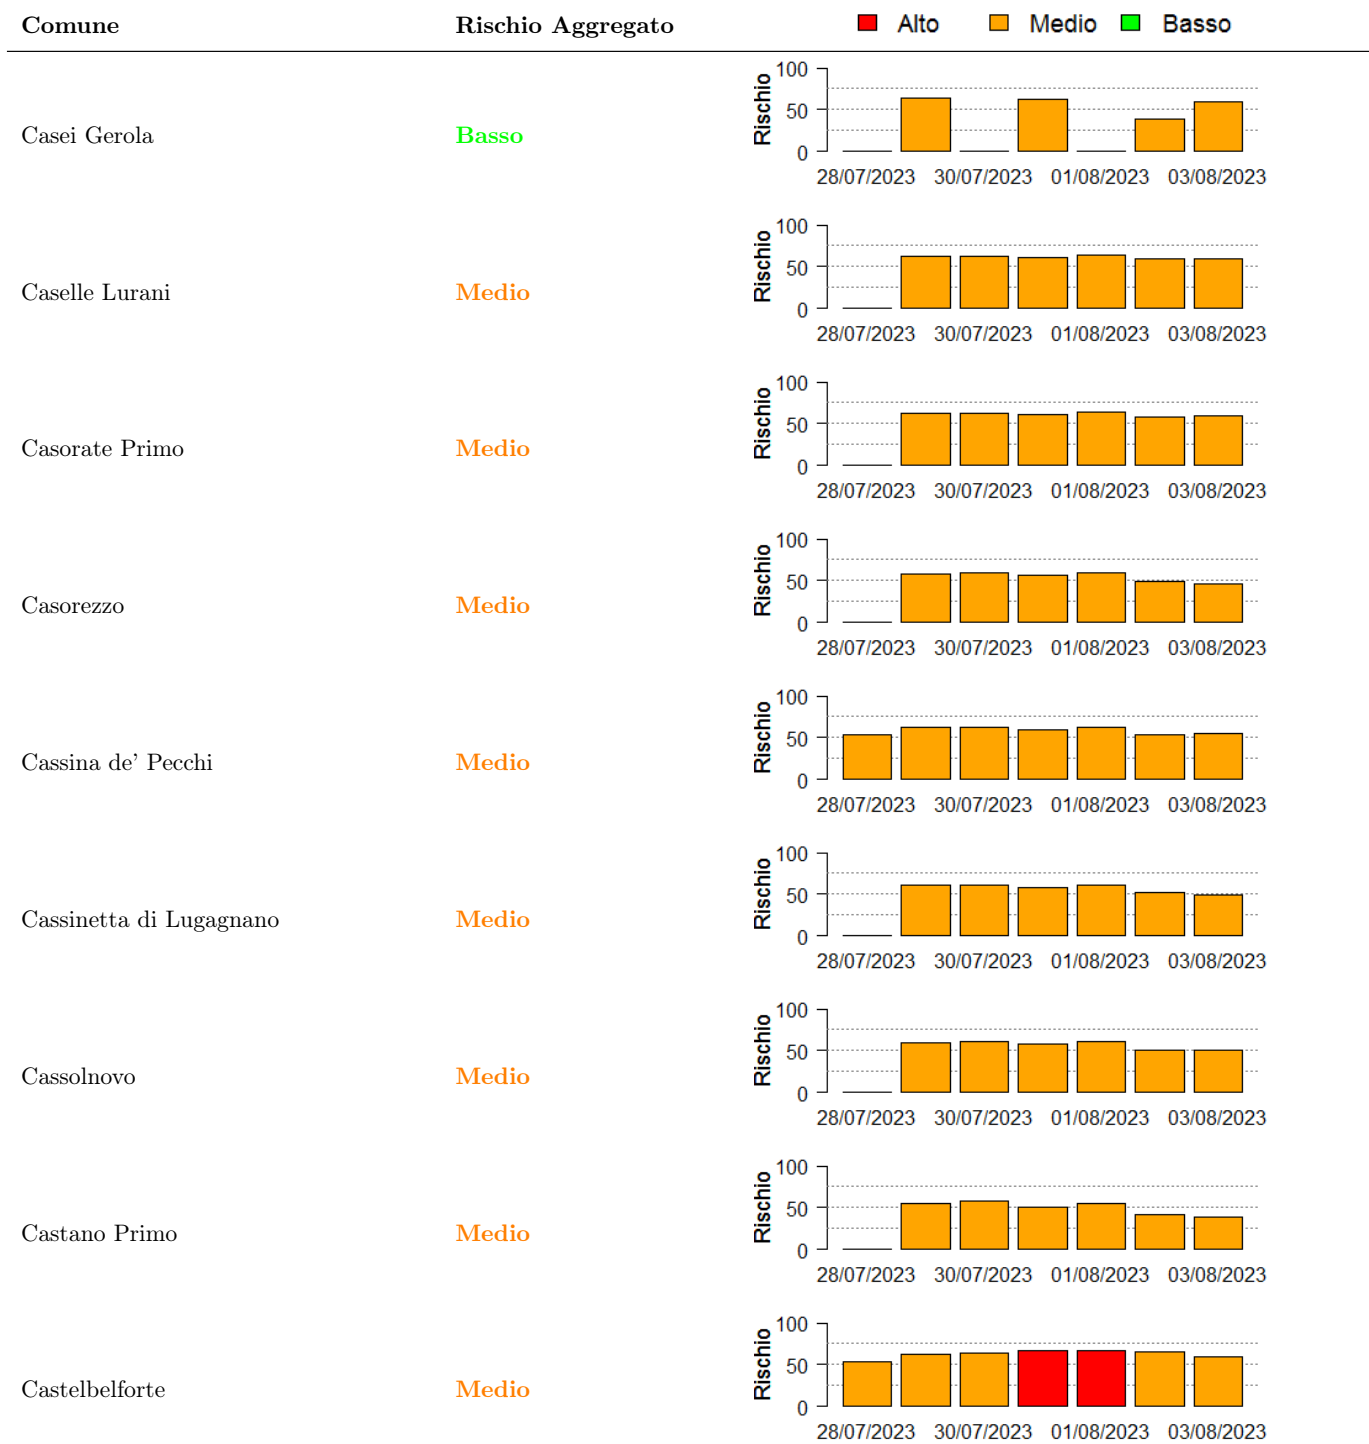 Comune Rischio Aggregato Alto Medio Basso
100
50
0
Rischio
Casei Gerola Basso
28/07/2023 30/07/2023 01/08/2023 03/08/2023
100
50
0
Rischio
Caselle Lurani Medio
28/07/2023 30/07/2023 01/08/2023 03/08/2023
100
50
0
Rischio
Casorate Primo Medio
28/07/2023 30/07/2023 01/08/2023 03/08/2023
100
50
0
Rischio
Casorezzo Medio
28/07/2023 30/07/2023 01/08/2023 03/08/2023
100
50
0
Rischio
Cassina de' Pecchi Medio
28/07/2023 30/07/2023 01/08/2023 03/08/2023
100
50
0
Rischio
Cassinetta di Lugagnano Medio
28/07/2023 30/07/2023 01/08/2023 03/08/2023
100
50
0
Rischio
Cassolnovo Medio
28/07/2023 30/07/2023 01/08/2023 03/08/2023
100
50
0
Rischio
Castano Primo Medio
28/07/2023 30/07/2023 01/08/2023 03/08/2023
100
50
0
Rischio
Castelbelforte Medio
28/07/2023 30/07/2023 01/08/2023 03/08/2023